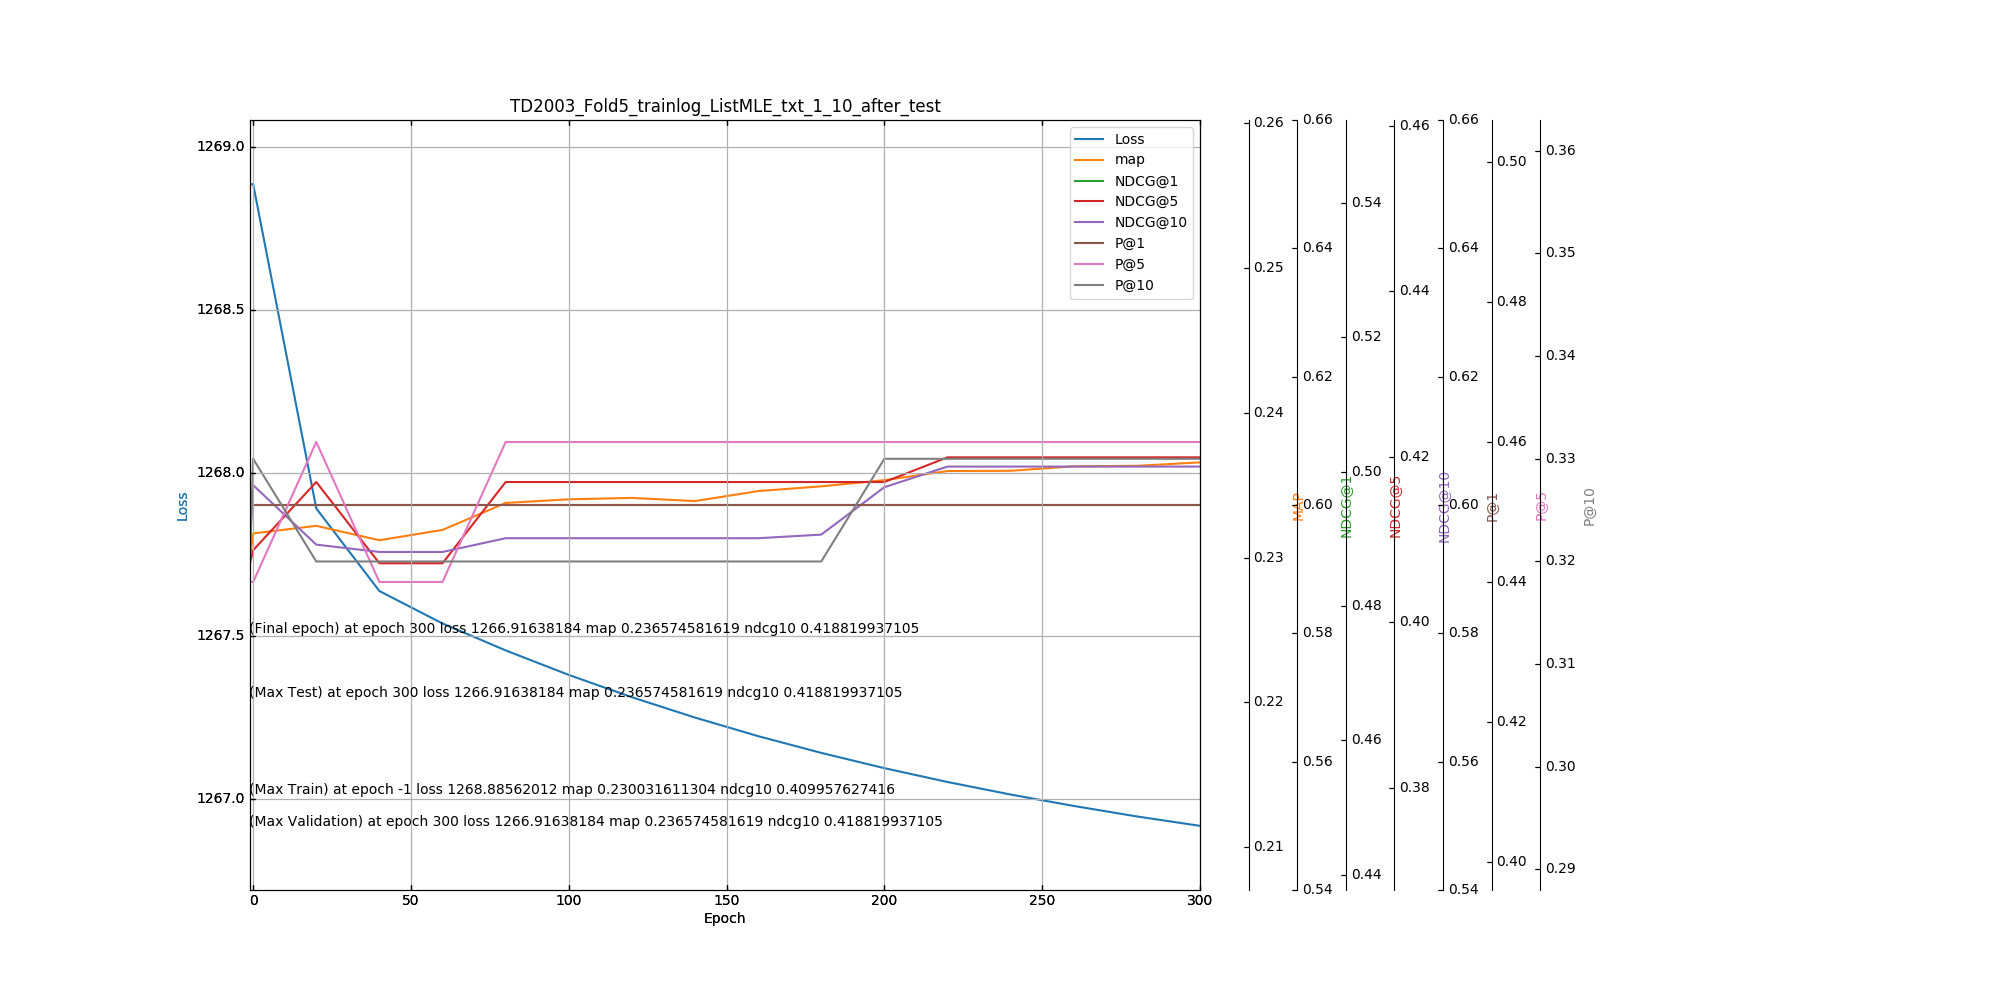 TD2003_Fold5_trainlog_ListMLE_txt_1_10_after_test
Loss
map
NDCG@1
NDCG@5
NDCG@10
P@1
P@5
P@10
1269.0
1268.5
1268.0
1267.5
1267.0
Loss
(Final epoch) at epoch 300 loss 1266.91638184 map 0.236574581619 ndcg10 0.418819937105
(Max Test) at epoch 300 loss 1266.91638184 map 0.236574581619 ndcg10 0.418819937105
(Max Train) at epoch -1 loss 1268.88562012 map 0.230031611304 ndcg10 0.409957627416
(Max Validation) at epoch 300 loss 1266.91638184 map 0.236574581619 ndcg10 0.418819937105
0 50 100 150 200 250 300
Epoch
0.26
0.25
0.24
0.23
0.22
0.21
MAP
0.66
0.64
0.62
0.60
0.58
0.56
0.54
NDCG@1
0.54
0.52
0.50
0.48
0.46
0.44
NDCG@5
0.46
0.44
0.42
0.40
0.38
NDCG@10
0.66
0.64
0.62
0.60
0.58
0.56
0.54
P@1
0.50
0.48
0.46
0.44
0.42
0.40
P@5
0.36
0.35
0.34
0.33
0.32
0.31
0.30
0.29
P@10